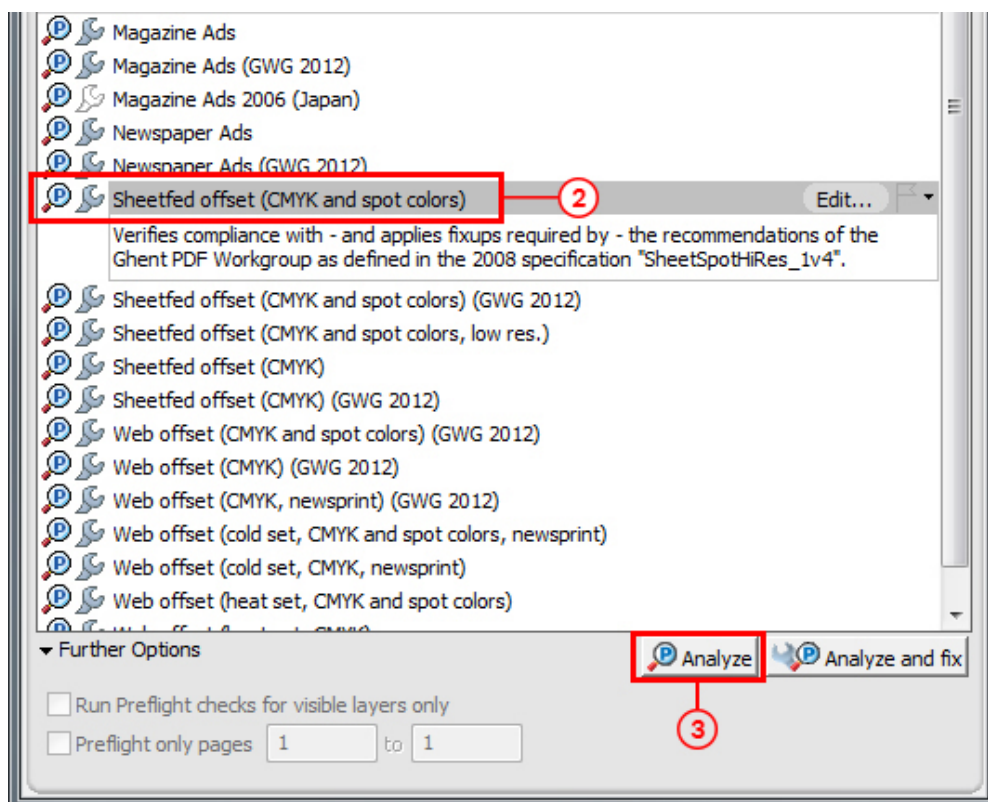 Magazine Ads
Magazine Ads (GWG 2012)
Magazine Ads 2006 (Japan)
Newspaper Ads
Newspaper Ads (GWG 2012)
Sheetfed offset (CMYK and spot colors)
2
Edit...
Verifies compliance with - and applies fixups required by - the recommendations of the
Ghent PDF Workgroup as defined in the 2008 specification "SheetSpotHiRes_1v4".
Sheetfed offset (CMYK and spot colors) (GWG 2012)
Sheetfed offset (CMYK and spot colors, low res.)
Sheetfed offset (CMYK)
Sheetfed offset (CMYK) (GWG 2012)
Web offset (CMYK and spot colors) (GWG 2012)
Web offset (CMYK) (GWG 2012)
Web offset (CMYK, newsprint) (GWG 2012)
Web offset (cold set, CMYK and spot colors, newsprint)
Web offset (cold set, CMYK, newsprint)
Web offset (heat set, CMYK and spot colors)
Further Options
Analyze
Analyze and fix
Run Preflight checks for visible layers only
3
Preflight only pages 1 to 1